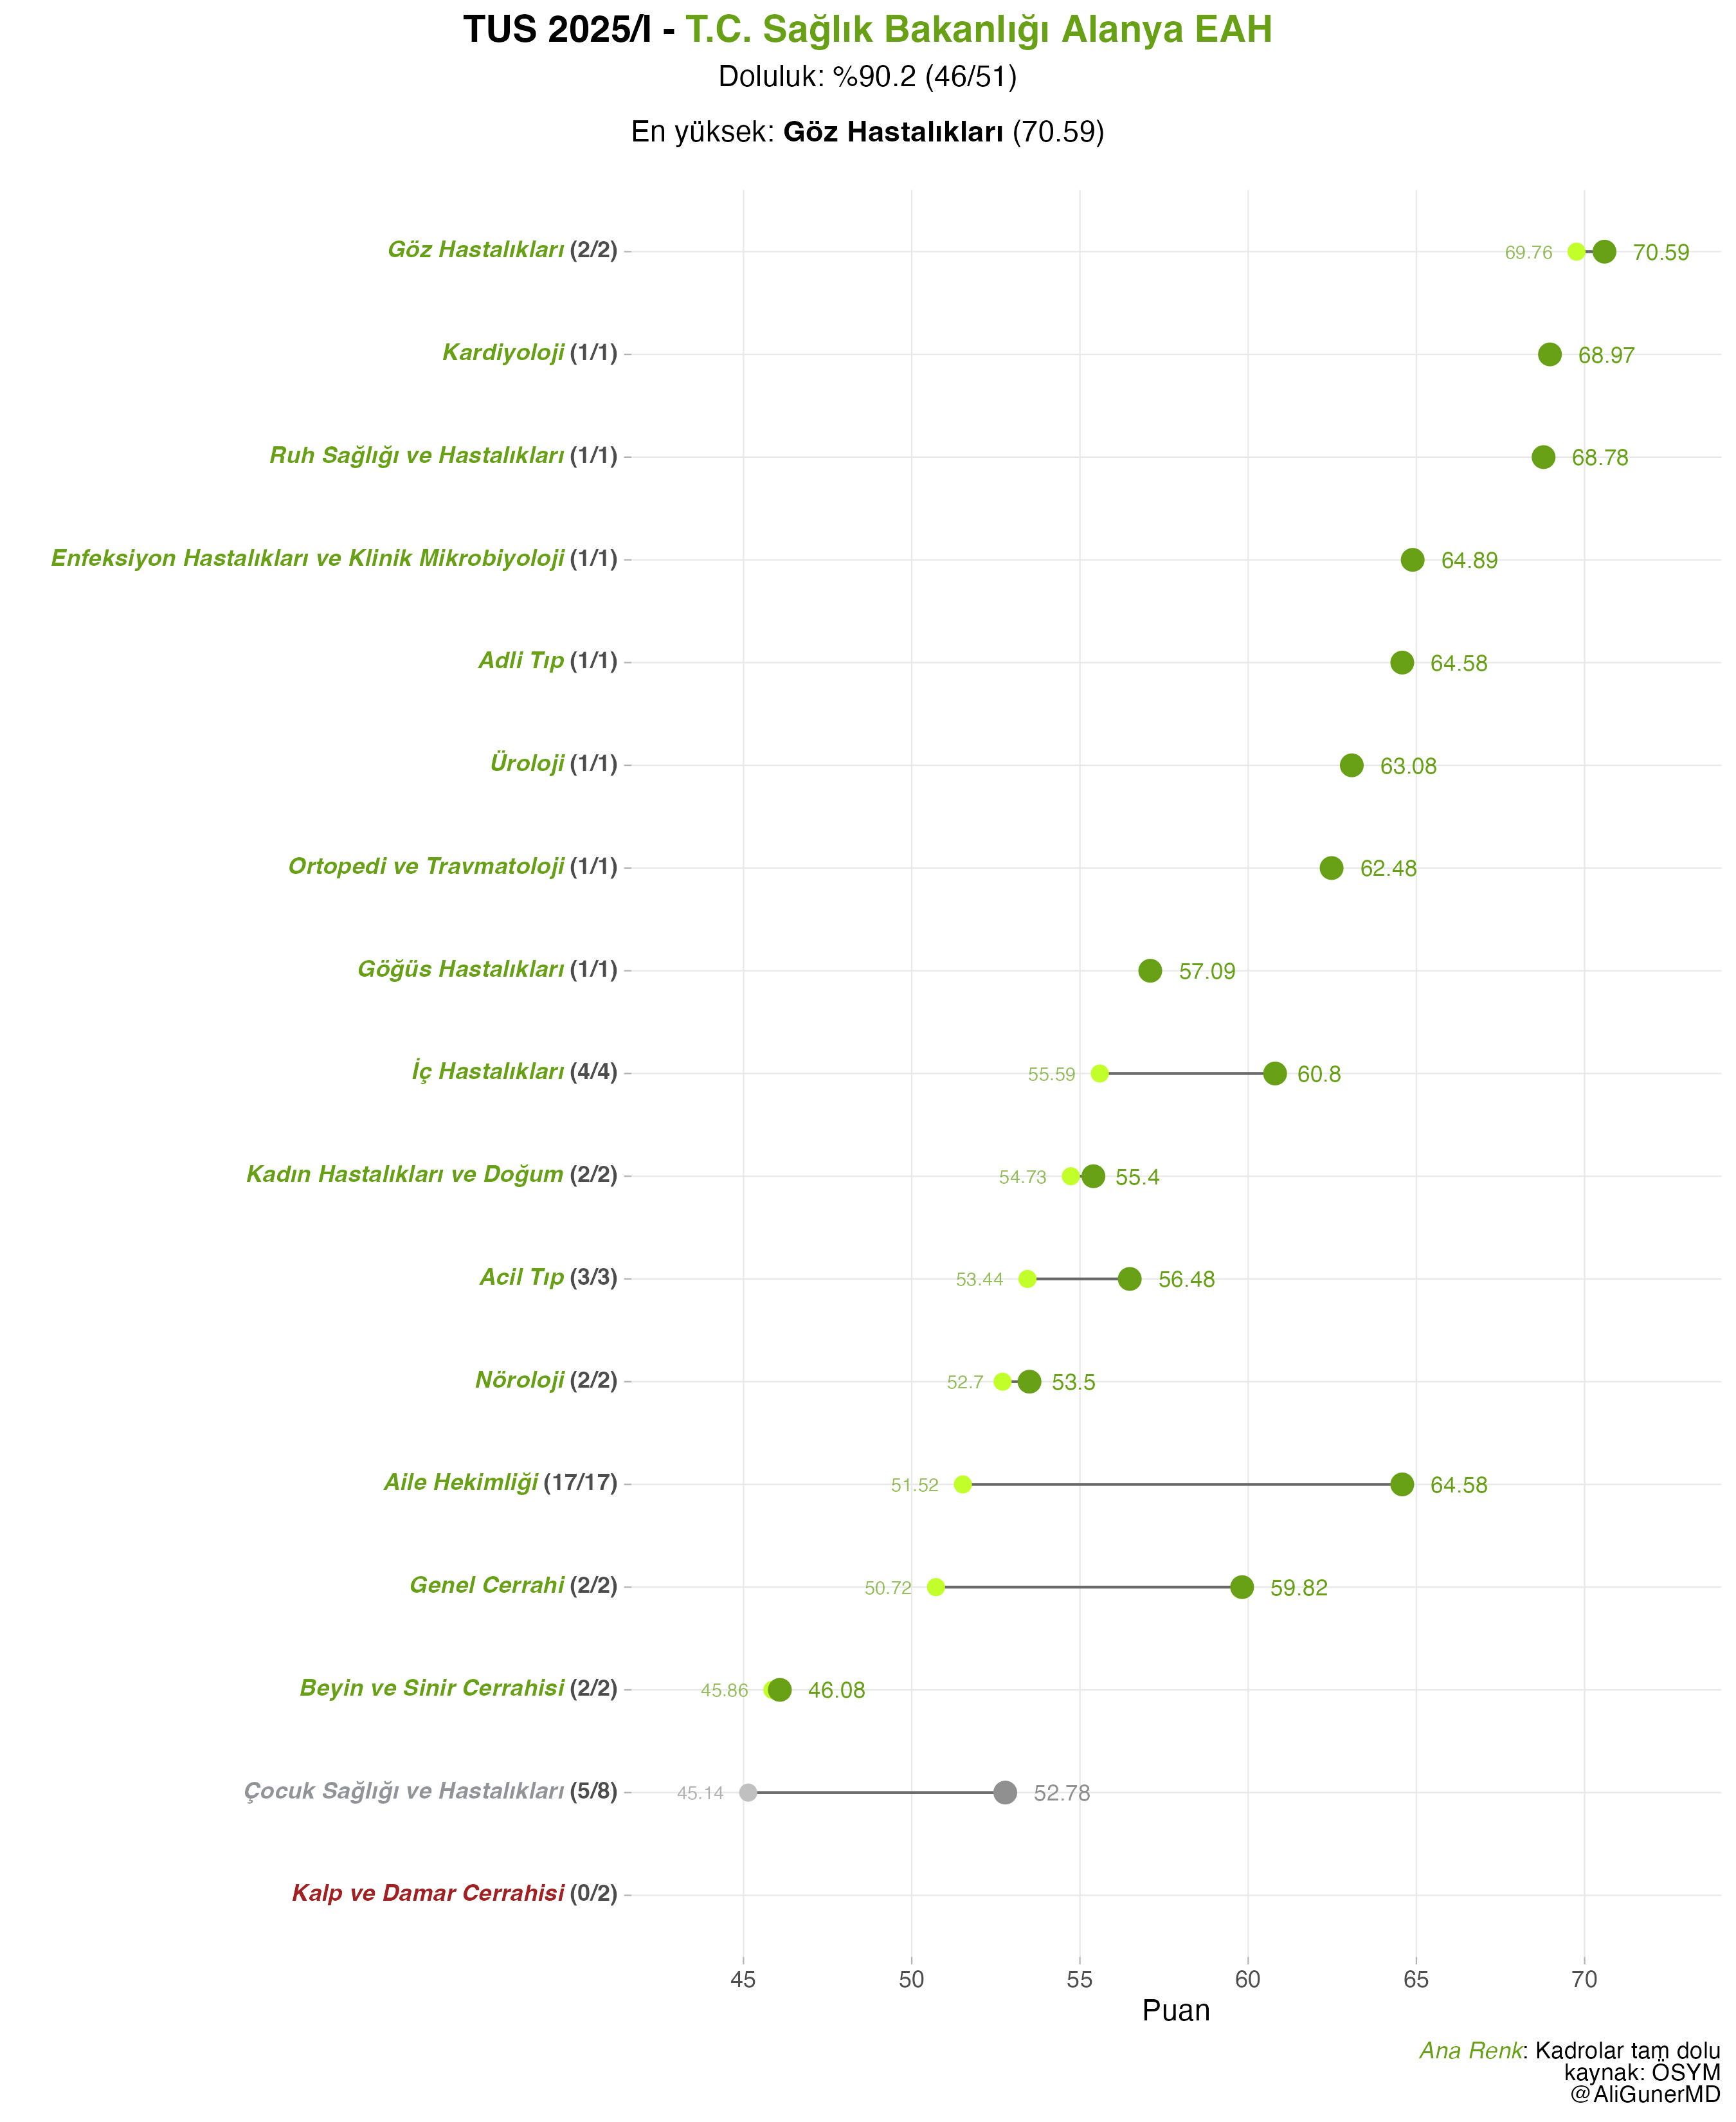 TUS 2025/I - T.C. Sağlık Bakanlığı Alanya EAH
Doluluk: %90.2 (46/51)
En yüksek: Göz Hastalıkları (70.59)
Göz Hastalıkları (2/2) 69.76 70.59
Kardiyoloji (1/1) 68.97
Ruh Sağlığı ve Hastalıkları (1/1) 68.78
Enfeksiyon Hastalıkları ve Klinik Mikrobiyoloji (1/1) 64.89
Adli Tıp (1/1) 64.58
Üroloji (1/1) 63.08
Ortopedi ve Travmatoloji (1/1) 62.48
Göğüs Hastalıkları (1/1) 57.09
İç Hastalıkları (4/4) 55.59 60.8
Kadın Hastalıkları ve Doğum (2/2) 54.73 55.4
Acil Tıp (3/3) 53.44 56.48
Nöroloji (2/2) 52.7 53.5
Aile Hekimliği (17/17) 51.52 64.58
Genel Cerrahi (2/2) 50.72 59.82
Beyin ve Sinir Cerrahisi (2/2) 45.86 46.08
Çocuk Sağlığı ve Hastalıkları (5/8) 45.14 52.78
Kalp ve Damar Cerrahisi (0/2)
45 50 55 60 65 70
Puan
Ana Renk: Kadrolar tam dolu
kaynak: ÖSYM
@AliGunerMD